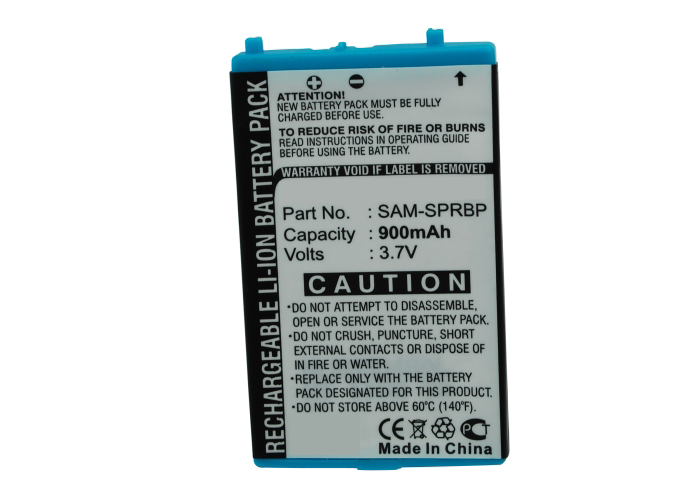 RECHARGEABLE LI-ION BATTERY PACK
ATTENTION!
NEW BATTERY PACK MUST BE FULLY
CHARGED BEFORE USE.
TO REDUCE RISK OF FIRE OR BURNS
READ INSTRUCTIONS IN OPERATING GUIDE
BEFORE USING THE BATTERY.
WARRANTY VOID IF LABEL IS REMOVED
Part No. : SAM-SPRBP
Capacity : 900mAh
Volts : 3.7V
CAUTION
•DO NOT ATTEMPT TO DISASSEMBLE,
OPEN OR SERVICE THE BATTERY PACK.
•DO NOT CRUSH, PUNCTURE, SHORT
EXTERNAL CONTACTS OR DISPOSE OF
IN FIRE OR WATER.
•REPLACE ONLY WITH THE BATTERY
PACK DESIGNATED FOR THIS PRODUCT.
•DO NOT STORE ABOVE 60°C (140°F).
CE
Made in China